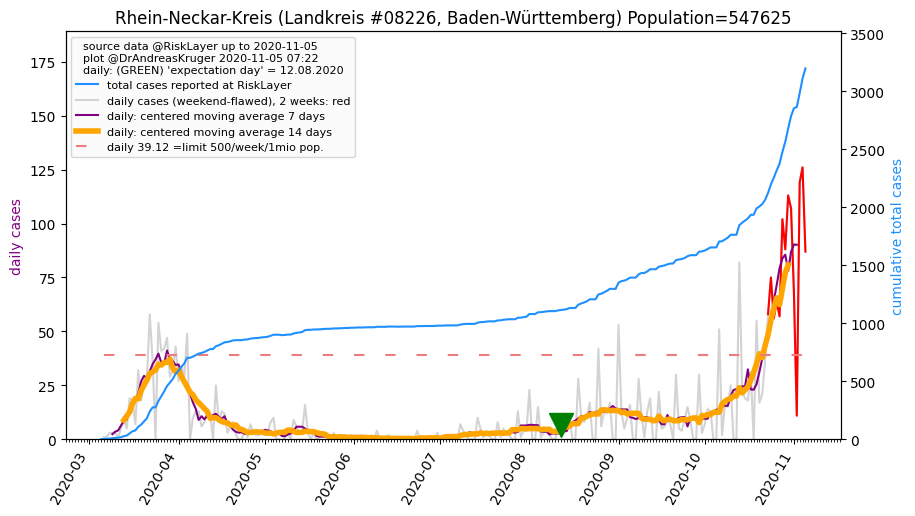 Rhein-Neckar-Kreis (Landkreis #08226, Baden-Württemberg) Population=547625
source data @RiskLayer up to 2020-11-05
plot @DrAndreasKruger 2020-11-05 07:22
daily: (GREEN) 'expectation day' = 12.08.2020
total cases reported at RiskLayer
daily cases (weekend-flawed), 2 weeks: red
daily: centered moving average 7 days
daily: centered moving average 14 days
daily 39.12 =limit 500/week/1mio pop.
daily cases
175
150
125
100
75
50
25
0
cumulative total cases
3500
3000
2500
2000
1500
1000
500
0
2020-03
2020-04
2020-05
2020-06
2020-07
2020-08
2020-09
2020-10
2020-11